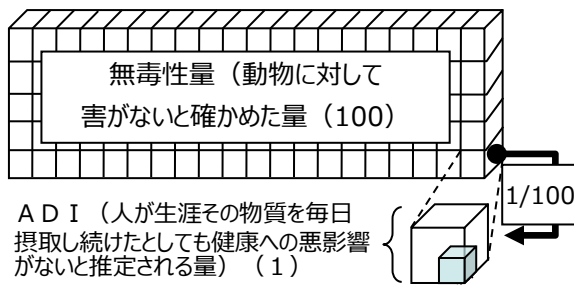 無毒性量（動物に対して
害がないと確かめた量（100）
1/100
ＡＤＩ（人が生涯その物質を毎日
摂取し続けたとしても健康への悪影響
がないと推定される量）（１）